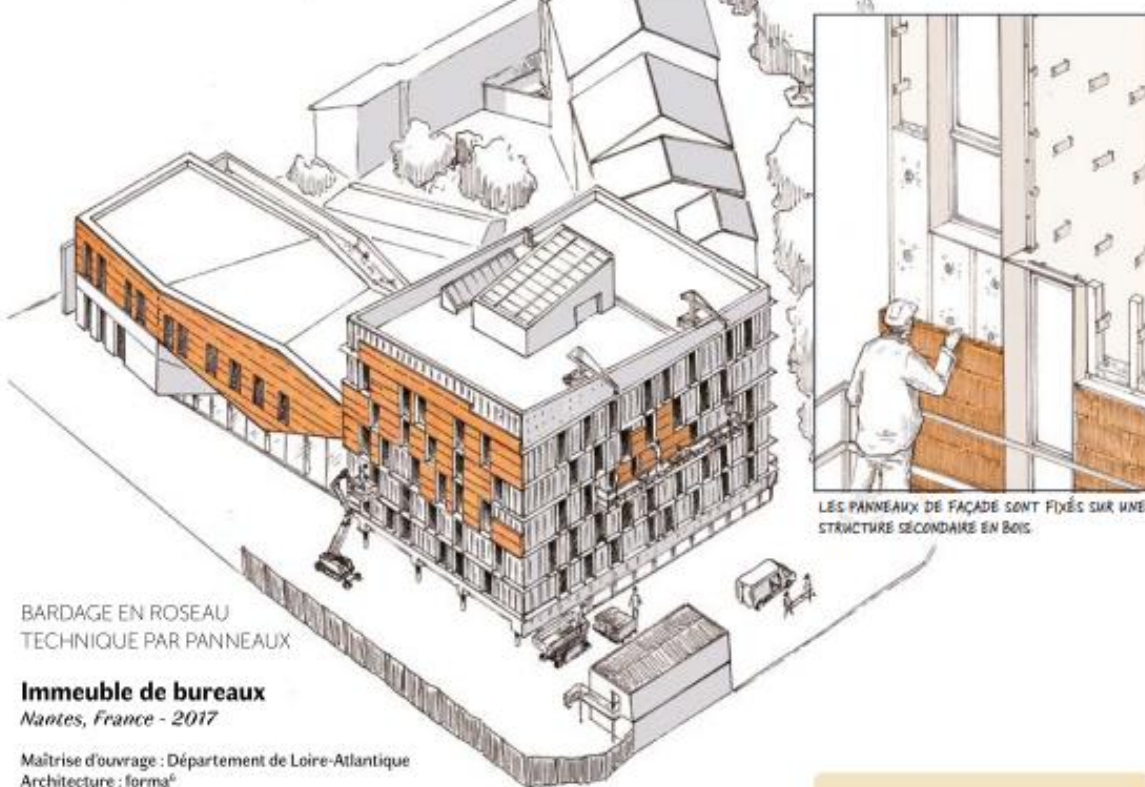 LES PANNEAUX DE FAÇADE SONT FIXÉS SUR UNE
STRUCTURE SECONDAIRE EN BOIS
BARDAGE EN ROSEAU
TECHNIQUE PAR PANNEAUX
Immeuble de bureaux
Nantes, France - 2017
Maîtrise d'ouvrage : Département de Loire-Atlantique
Architecture : forma⁶